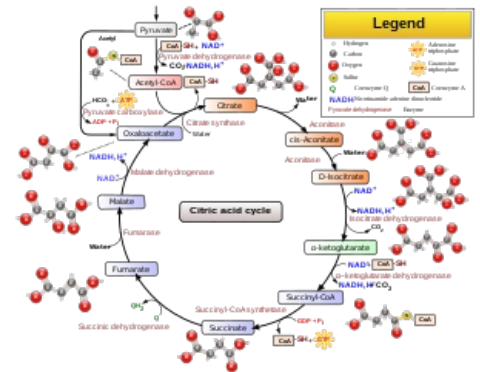 Legend
Hydrogen
Carbon
Oxygen
Sulfur
Q Coenzyme Q
NADH Nicotinamide adenine dinucleotide
Pyruvate dehydrogenase Enzyme
Adenosine triphosphate
Guanosine triphosphate
CoA Coenzyme A
Pyruvate
CoA-SH + NAD+
Pyruvate dehydrogenase
CO2 NADH, H+
Acetyl
CoA
Acetyl-CoA
CoA-SH
HCO3 + ATP
Pyruvate carboxylase
ADP + Pi
Citrate
Citrate synthase
Water
Oxaloacetate
Water
Aconitase
cis-Aconitate
Water
Aconitase
D-Isocitrate
NAD+
NADH, H+
Isocitrate dehydrogenase
CO2
α-ketoglutarate
NAD+ CoA-SH
α-ketoglutarate dehydrogenase
NADH, H+ CO2
Succinyl-CoA
CoA
Succinyl-CoA synthetase
GDP + Pi
CoA-SH + GTP
Succinate
Succinic dehydrogenase
Q
QH2
Fumarate
Water
Fumarase
Malate
NAD+
Malate dehydrogenase
NADH, H+
Citric acid cycle